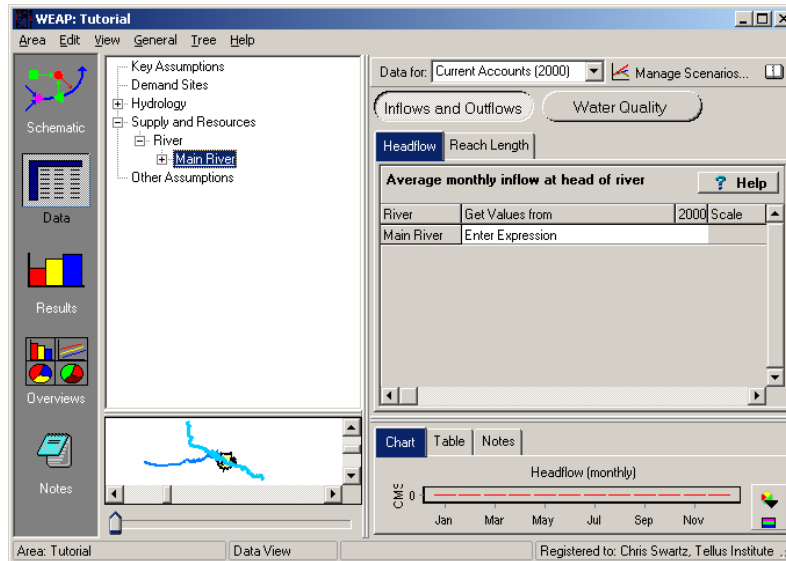 WEAP: Tutorial
Area Edit View General Tree Help
Schematic
Data
Results
Overviews
Notes
Key Assumptions
Demand Sites
Hydrology
Supply and Resources
River
Main River
Other Assumptions
Data for: Current Accounts (2000) Manage Scenarios...
Inflows and Outflows Water Quality
Headflow Reach Length
Average monthly inflow at head of river ? Help
River Get Values from 2000 Scale
Main River Enter Expression
Chart Table Notes
Headflow (monthly)
CMS
0
Jan Mar May Jul Sep Nov
Area: Tutorial Data View Registered to: Chris Swartz, Tellus Institute